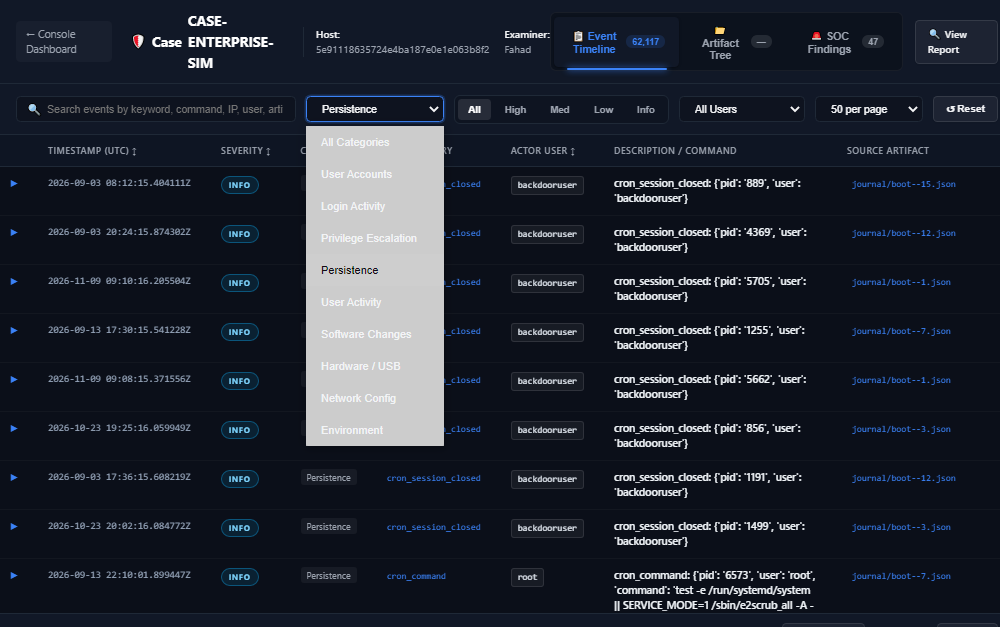 ← Console
Dashboard
Case
CASE-
ENTERPRISE-
SIM
Host:
5e91118635724e4ba187e0e1e063b8f2
Examiner:
Fahad
Event
Timeline
62,117
Artifact
Tree
—
SOC
Findings
47
View
Report
Search events by keyword, command, IP, user, arti
Persistence
All
High
Med
Low
Info
All Users
50 per page
↺ Reset
TIMESTAMP (UTC) ↕
SEVERITY ↕
ACTOR USER ↕
DESCRIPTION / COMMAND
SOURCE ARTIFACT
All Categories
User Accounts
Login Activity
Privilege Escalation
Persistence
User Activity
Software Changes
Hardware / USB
Network Config
Environment
2026-09-03 08:12:15.404111Z
INFO
_closed
backdooruser
cron_session_closed: {'pid': '889', 'user':
'backdooruser'}
journal/boot--15.json
2026-09-03 20:24:15.874302Z
INFO
_closed
backdooruser
cron_session_closed: {'pid': '4369', 'user':
'backdooruser'}
journal/boot--12.json
2026-11-09 09:10:16.205504Z
INFO
_closed
backdooruser
cron_session_closed: {'pid': '5705', 'user':
'backdooruser'}
journal/boot--1.json
2026-09-13 17:30:15.541228Z
INFO
_closed
backdooruser
cron_session_closed: {'pid': '1255', 'user':
'backdooruser'}
journal/boot--7.json
2026-11-09 09:08:15.371556Z
INFO
_closed
backdooruser
cron_session_closed: {'pid': '5662', 'user':
'backdooruser'}
journal/boot--1.json
2026-10-23 19:25:16.059949Z
INFO
_closed
backdooruser
cron_session_closed: {'pid': '856', 'user':
'backdooruser'}
journal/boot--3.json
2026-09-03 17:36:15.608219Z
INFO
Persistence
cron_session_closed
backdooruser
cron_session_closed: {'pid': '1191', 'user':
'backdooruser'}
journal/boot--12.json
2026-10-23 20:02:16.084772Z
INFO
Persistence
cron_session_closed
backdooruser
cron_session_closed: {'pid': '1499', 'user':
'backdooruser'}
journal/boot--3.json
2026-09-13 22:10:01.899447Z
INFO
Persistence
cron_command
root
cron_command: {'pid': '6573', 'user': 'root',
'command': 'test -e /run/systemd/system
|| SERVICE_MODE=1 /sbin/e2scrub_all -A -
journal/boot--7.json